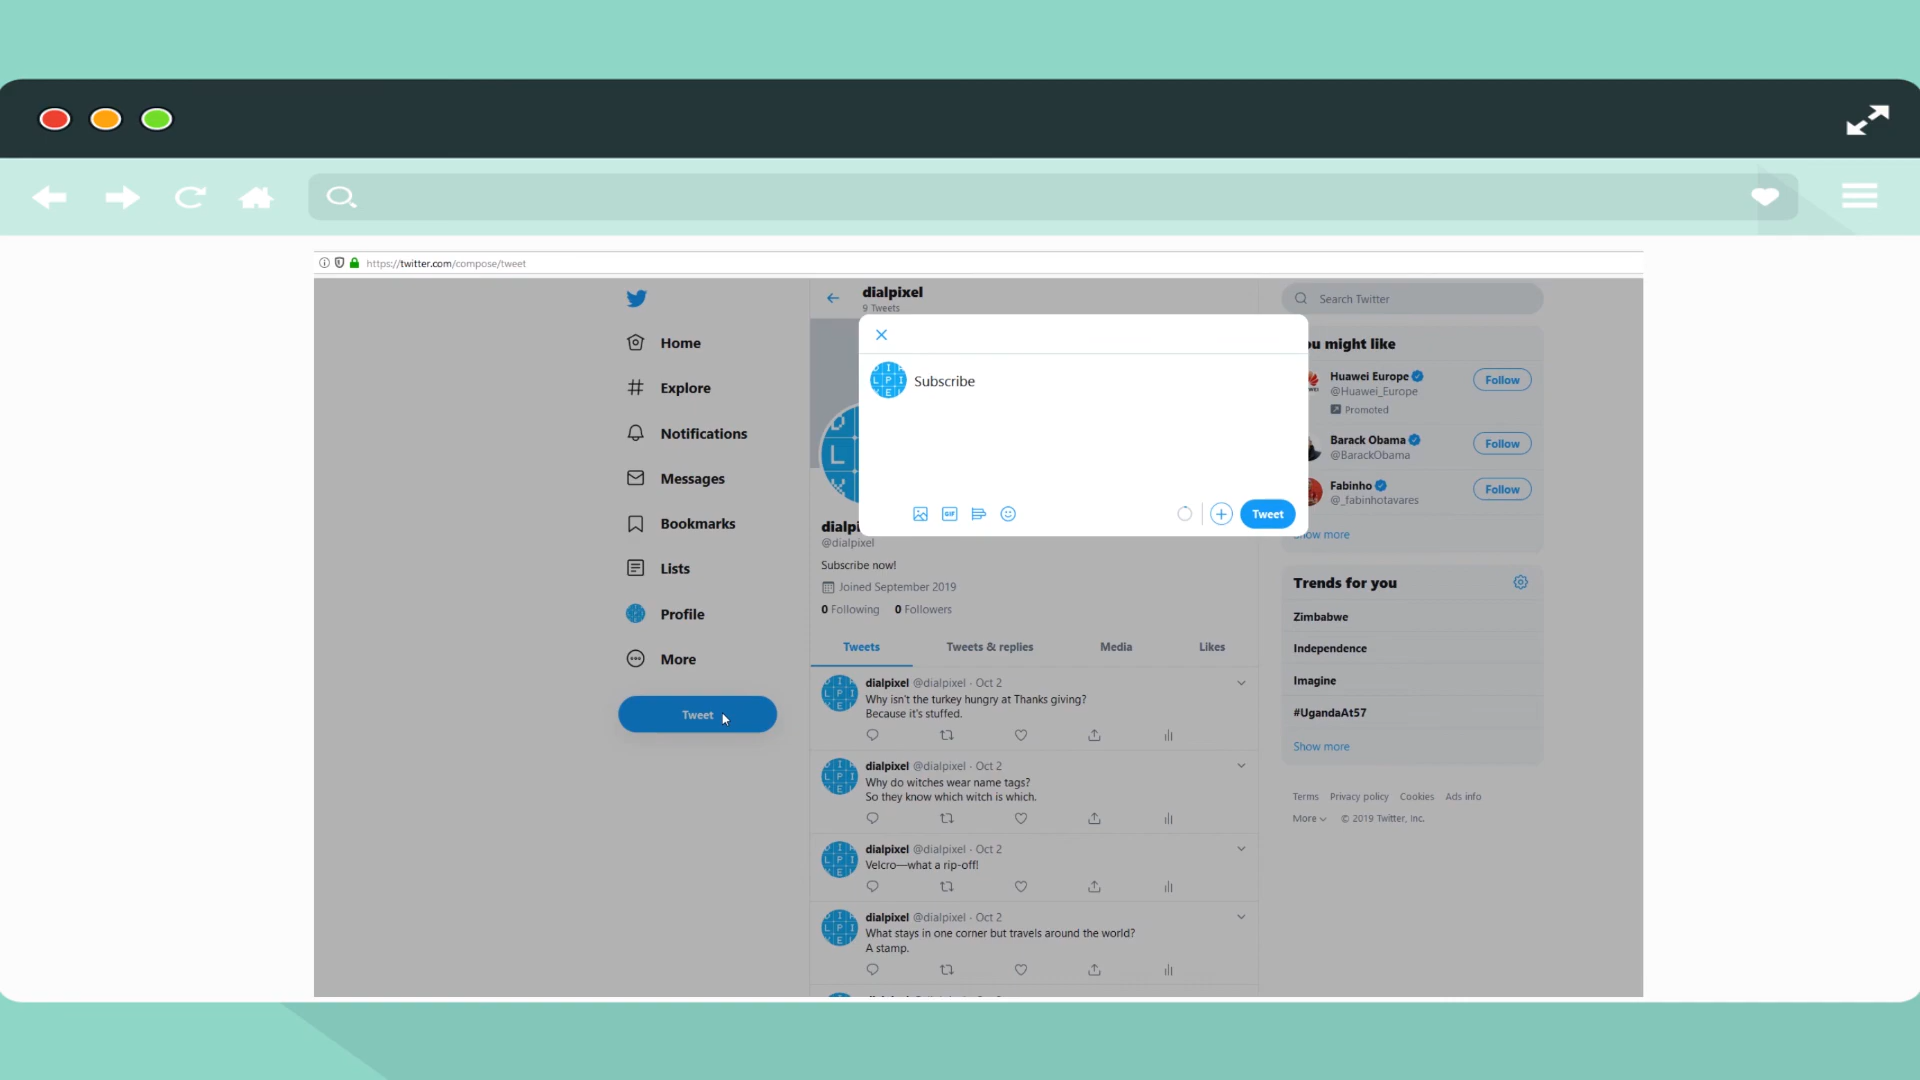 https://twitter.com/compose/tweet
Home
Explore
Notifications
Messages
Bookmarks
Lists
Profile
More
Tweet
dialpixel
9 Tweets
Subscribe
GIF
Tweet
@dialpixel
Subscribe now!
Joined September 2019
0 Following 0 Followers
Tweets Tweets & replies Media Likes
dialpixel @dialpixel · Oct 2
Why isn't the turkey hungry at Thanks giving?
Because it's stuffed.
dialpixel @dialpixel · Oct 2
Why do witches wear name tags?
So they know which witch is which.
dialpixel @dialpixel · Oct 2
Velcro—what a rip-off!
dialpixel @dialpixel · Oct 2
What stays in one corner but travels around the world?
A stamp.
Search Twitter
might like
Huawei Europe
@Huawei_Europe
Promoted
Follow
Barack Obama
@BarackObama
Follow
Fabinho
@_fabinhotavares
Follow
more
Trends for you
Zimbabwe
Independence
Imagine
#UgandaAt57
Show more
Terms Privacy policy Cookies Ads info
More © 2019 Twitter, Inc.